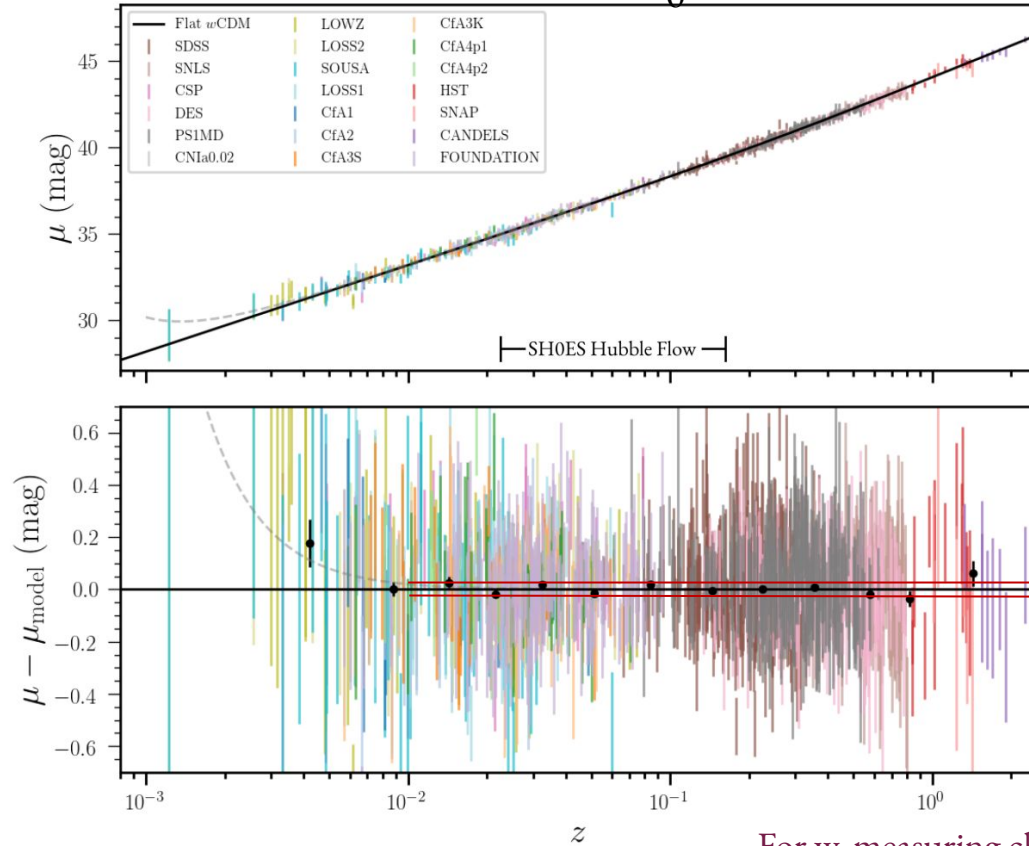 0
Flat wCDM
SDSS
SNLS
CSP
DES
PS1MD
CNIa0.02
LOWZ
LOSS2
SOUSA
LOSS1
CfA1
CfA2
CfA3S
CfA3K
CfA4p1
CfA4p2
HST
SNAP
CANDELS
FOUNDATION
45
40
35
30
μ (mag)
SH0ES Hubble Flow
0.6
0.4
0.2
0.0
−0.2
−0.4
−0.6
μ − μmodel (mag)
10⁻³ 10⁻² 10⁻¹ 10⁰
z
For w, measuring